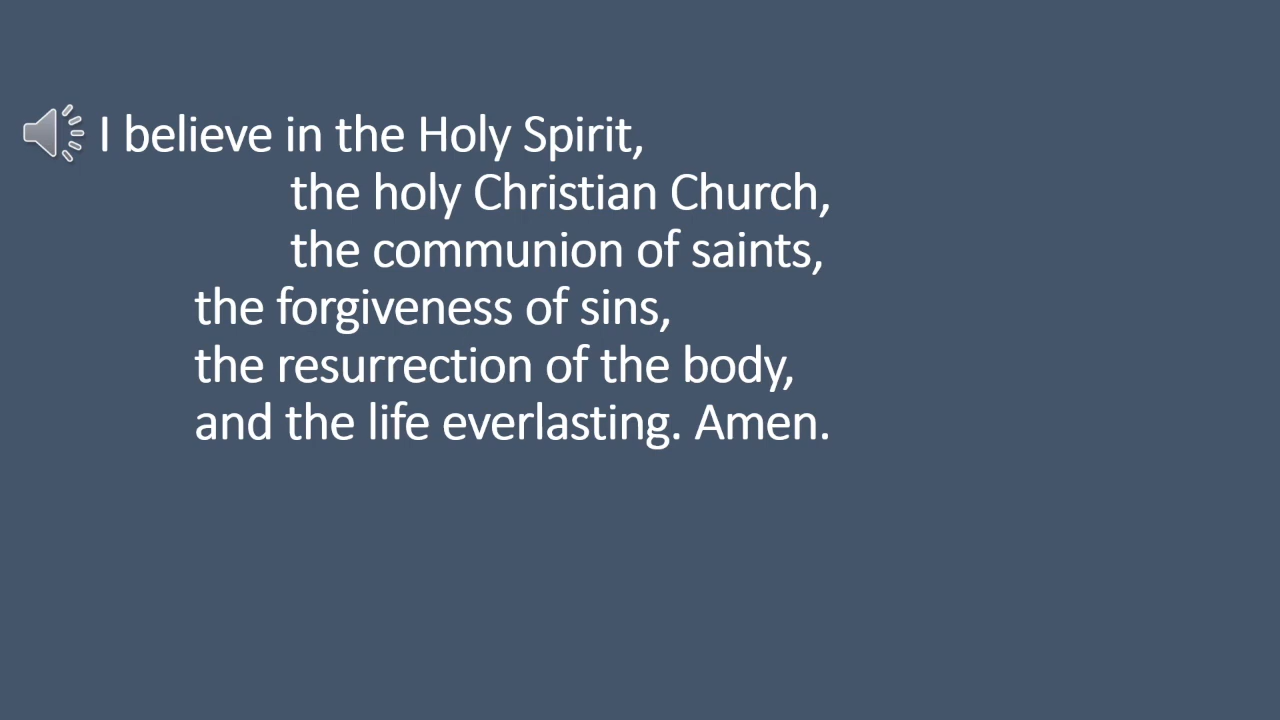 I believe in the Holy Spirit,
the holy Christian Church,
the communion of saints,
the forgiveness of sins,
the resurrection of the body,
and the life everlasting. Amen.